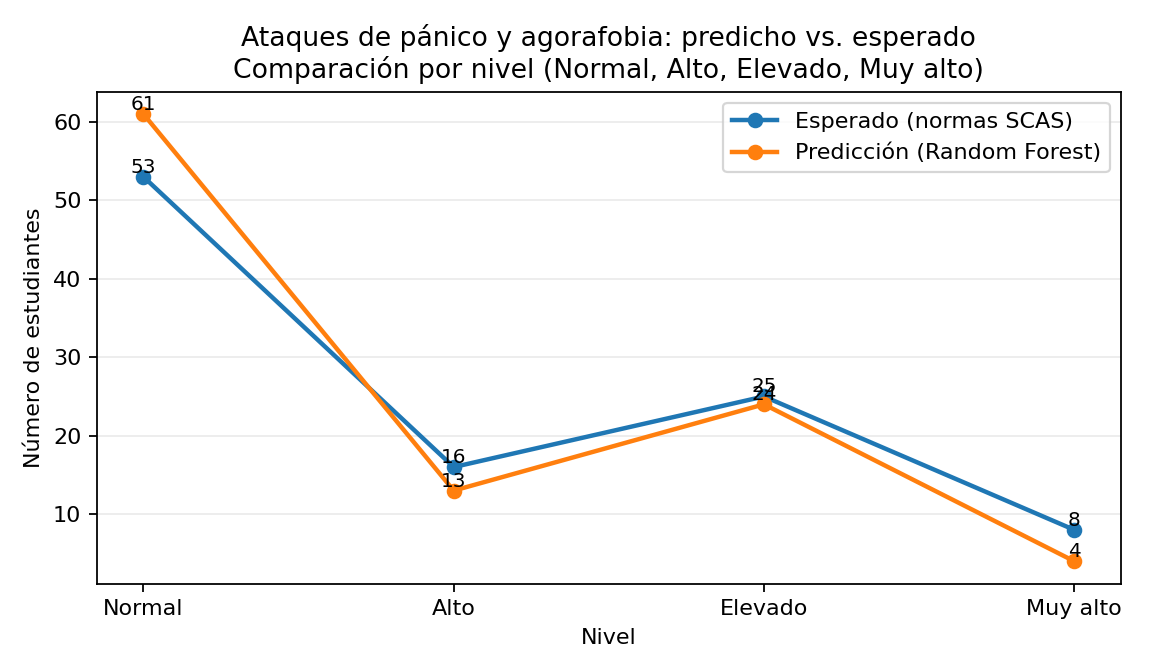 Ataques de pánico y agorafobia: predicho vs. esperado
Comparación por nivel (Normal, Alto, Elevado, Muy alto)
Esperado (normas SCAS)
Predicción (Random Forest)
Número de estudiantes
60
50
40
30
20
10
61
53
16
13
25
24
8
4
Normal
Alto
Elevado
Muy alto
Nivel